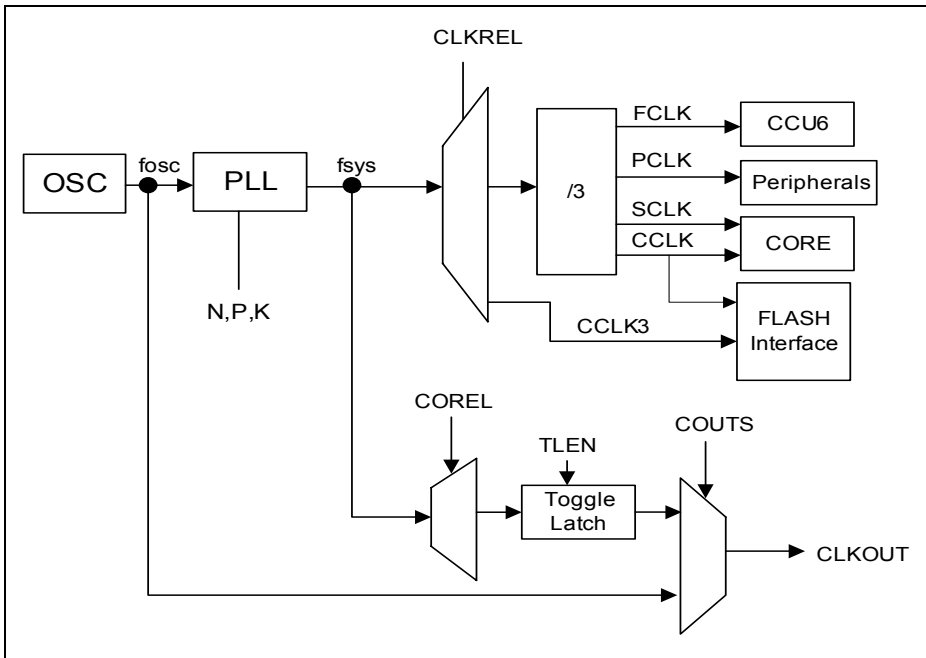 CLKREL
FCLK
CCU6
fosc
fsys
PCLK
OSC
PLL
/3
Peripherals
SCLK
CCLK
CORE
N,P,K
CCLK3
FLASH
Interface
COREL
COUTS
TLEN
Toggle
Latch
CLKOUT